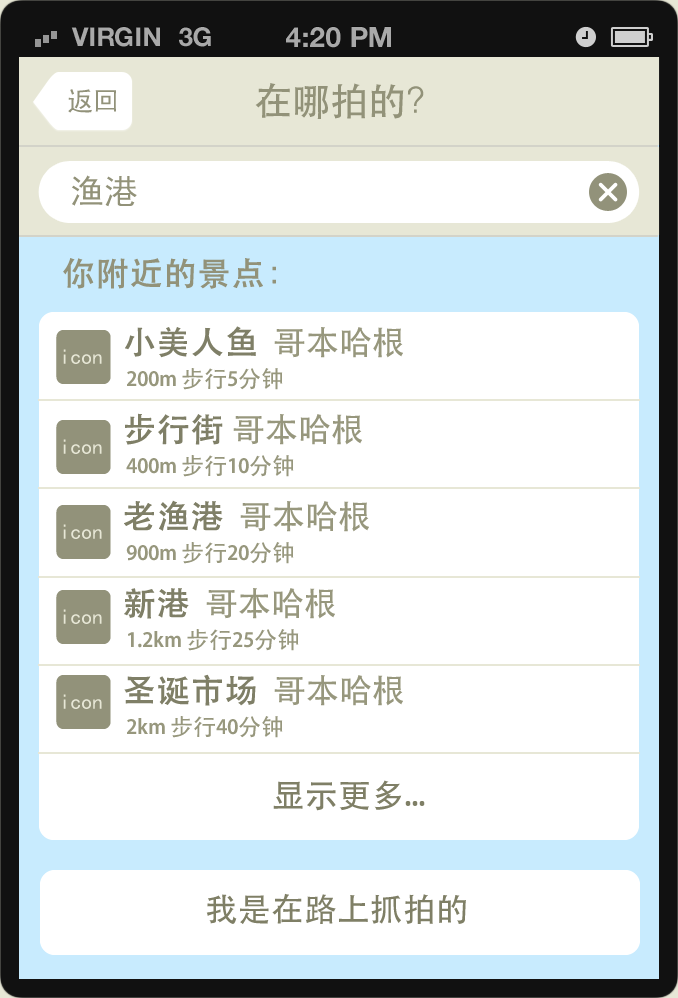 VIRGIN 3G 4:20 PM
返回 在哪拍的?
渔港
你附近的景点:
icon 小美人鱼 哥本哈根
200m 步行5分钟
icon 步行街 哥本哈根
400m 步行10分钟
icon 老渔港 哥本哈根
900m 步行20分钟
icon 新港 哥本哈根
1.2km 步行25分钟
icon 圣诞市场 哥本哈根
2km 步行40分钟
显示更多...
我是在路上抓拍的